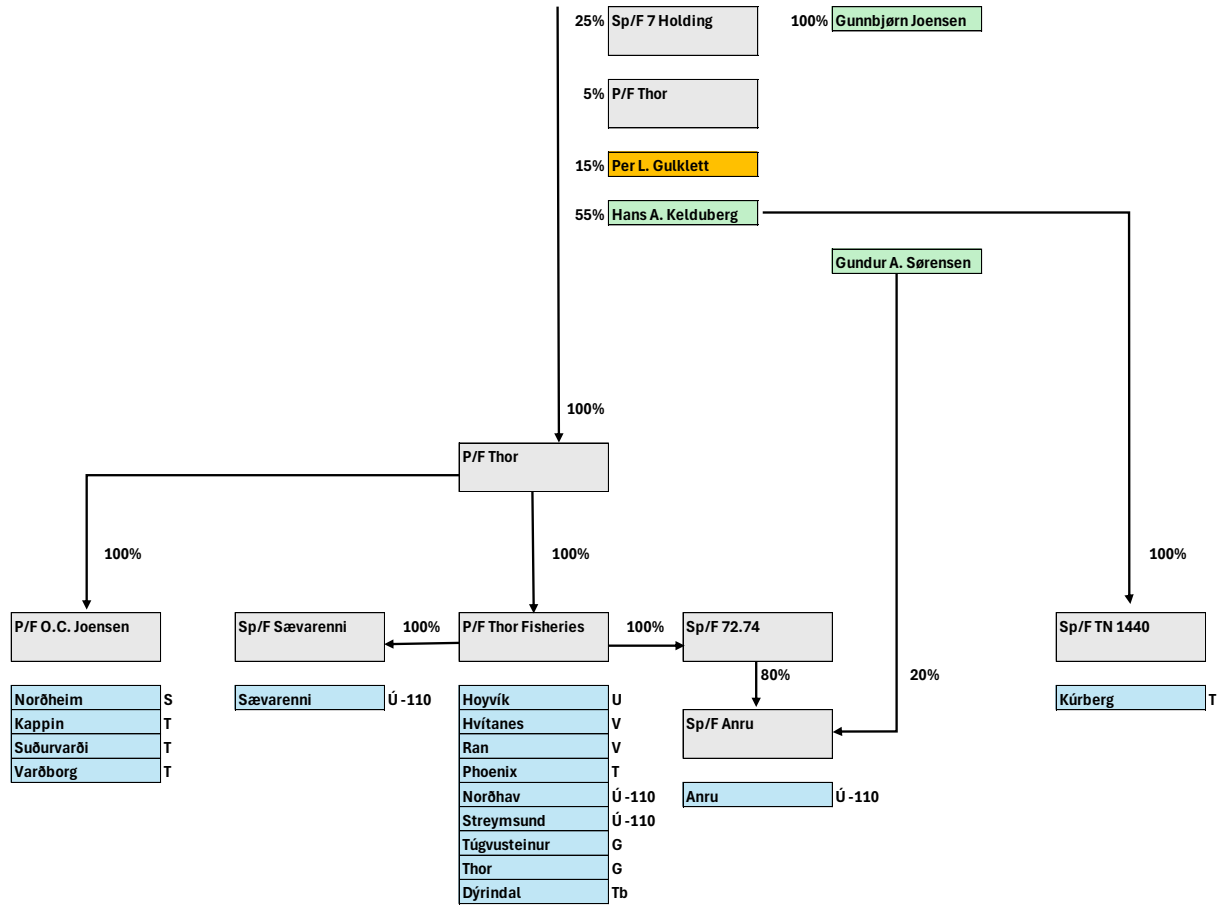 25% Sp/F 7 Holding 100% Gunnbjørn Joensen
5% P/F Thor
15% Per L. Gulklett
55% Hans A. Kelduberg
Gundur A. Sørensen
100%
P/F Thor
100% 100% 100%
P/F O.C. Joensen Sp/F Sævarenni 100% P/F Thor Fisheries 100% Sp/F 72.74 Sp/F TN 1440
80% 20%
Norðheim S Sævarenni Ú -110 Hoyvík U Kúrberg T
Kappin T Hvítanes V Sp/F Anru
Suðurvarði T Ran V
Varðborg T Phoenix T
Norðhav Ú -110 Anru Ú -110
Streymsund Ú -110
Túgvusteinur G
Thor G
Dýrindal Tb